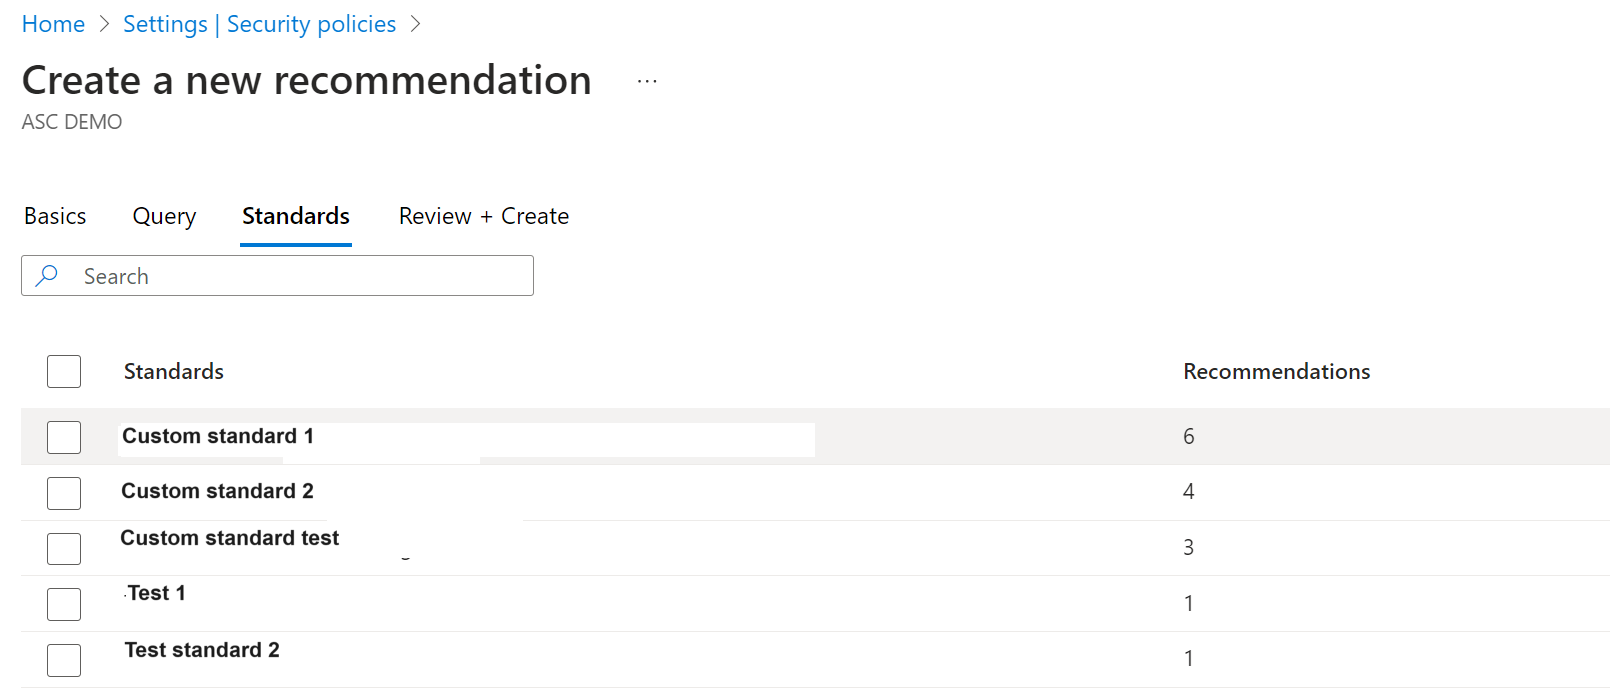 Home > Settings | Security policies >
Create a new recommendation ...
ASC DEMO
Basics Query Standards Review + Create
Search
Standards Recommendations
Custom standard 1 6
Custom standard 2 4
Custom standard test 3
Test 1 1
Test standard 2 1